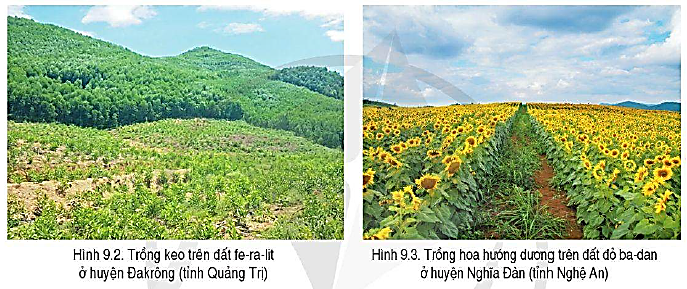 Hình 9.2. Trồng keo trên đất fe-ra-lit
ở huyện Đakrông (tỉnh Quảng Trị)
Hình 9.3. Trồng hoa hướng dương trên đất đỏ ba-dan
ở huyện Nghĩa Đàn (tỉnh Nghệ An)